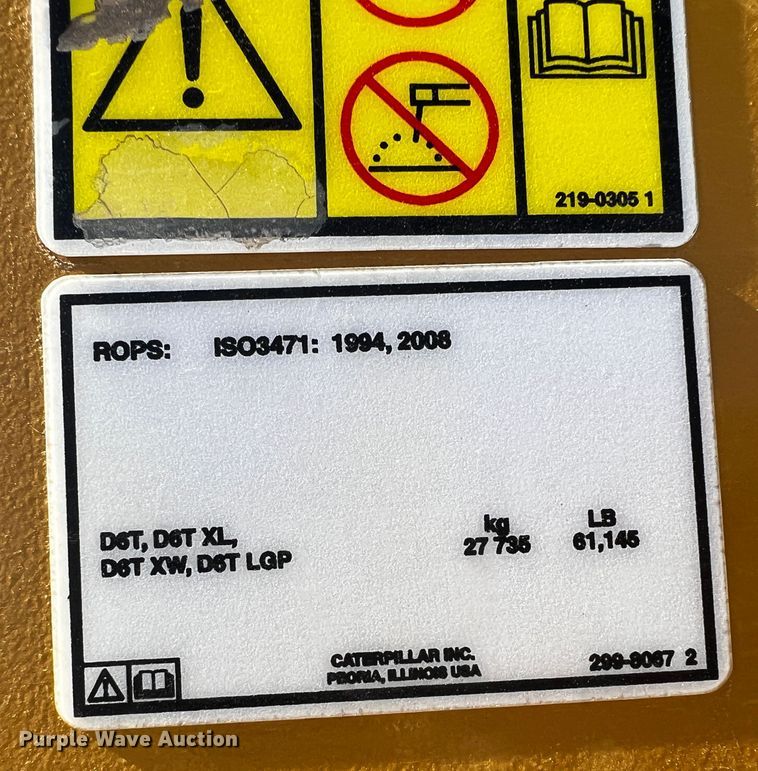 219-0305 1
ROPS: ISO3471: 1994, 2008
kg LB
D6T, D6T XL, 27 735 61,145
D6T XW, D6T LGP
CATERPILLAR INC.
PEORIA, ILLINOIS USA
299-8067 2
Purple Wave Auction